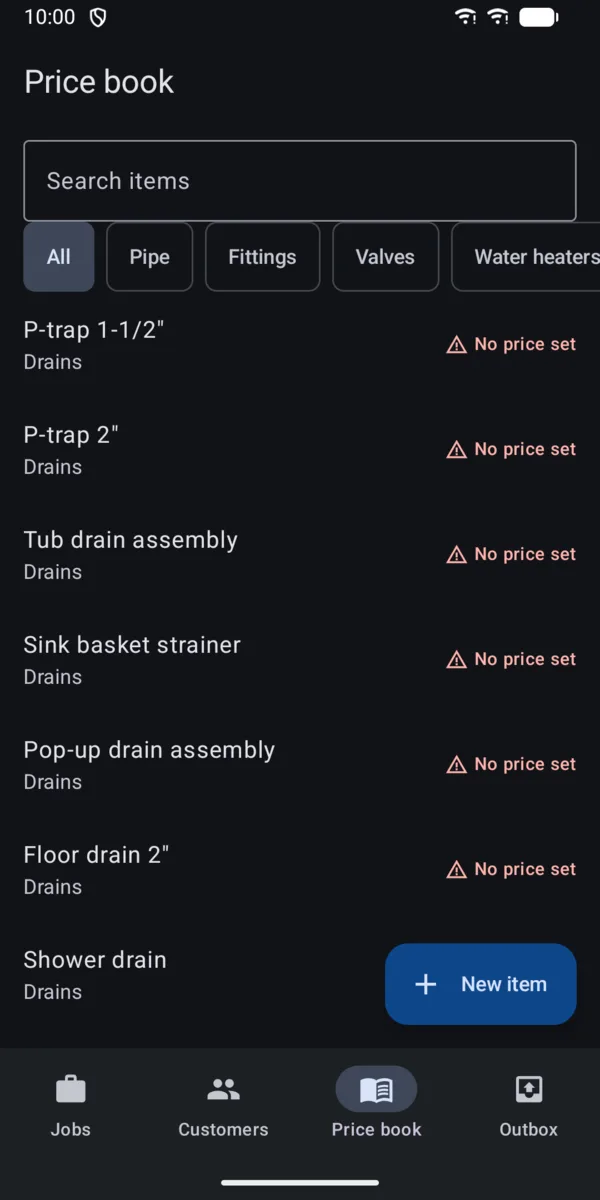 10:00
Price book
Search items
All Pipe Fittings Valves Water heaters
P-trap 1-1/2"
Drains
No price set
P-trap 2"
Drains
No price set
Tub drain assembly
Drains
No price set
Sink basket strainer
Drains
No price set
Pop-up drain assembly
Drains
No price set
Floor drain 2"
Drains
No price set
Shower drain
Drains
New item
Jobs Customers Price book Outbox